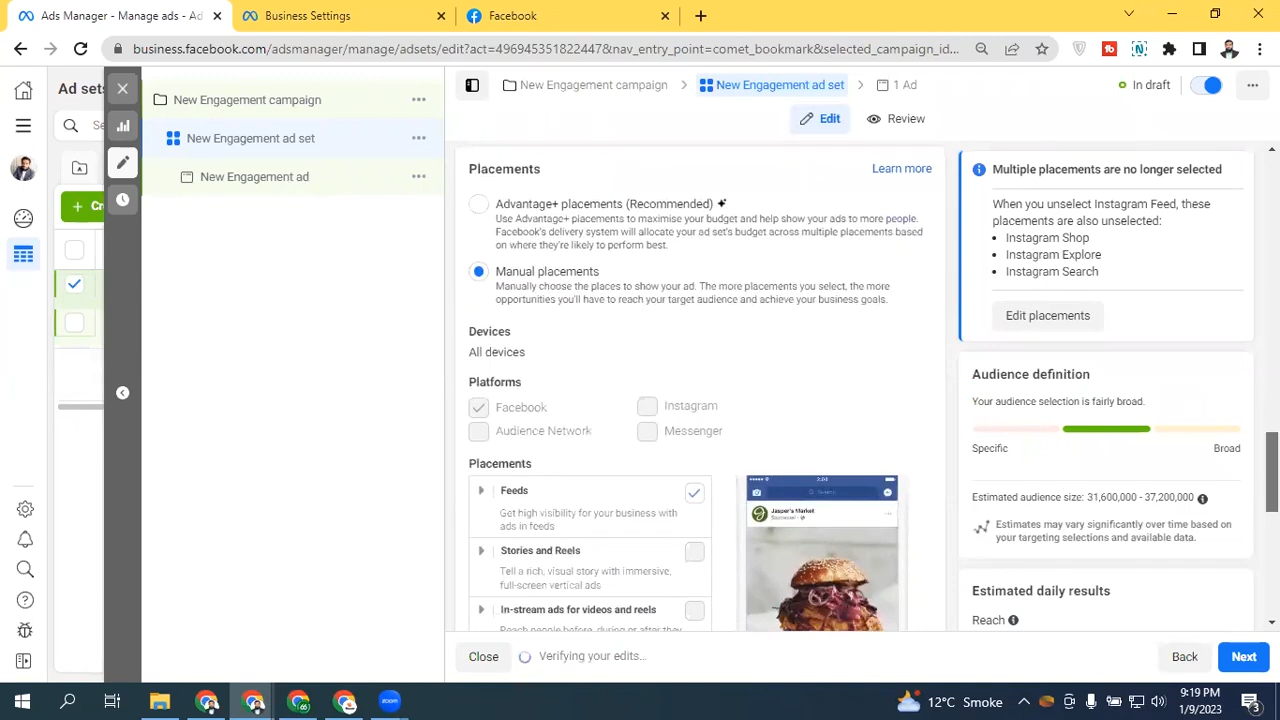 Ads Manager - Manage ads - Ad
Business Settings
Facebook
business.facebook.com/adsmanager/manage/adsets/edit?act=496945351822447&nav_entry_point=comet_bookmark&selected_campaign_id...
Ad sets
New Engagement campaign
New Engagement ad set
New Engagement ad
New Engagement campaign
New Engagement ad set
1 Ad
In draft
Edit
Review
Placements
Learn more
Advantage+ placements (Recommended)
Use Advantage+ placements to maximise your budget and help show your ads to more people.
Facebook's delivery system will allocate your ad set's budget across multiple placements based
on where they're likely to perform best.
Manual placements
Manually choose the places to show your ad. The more placements you select, the more
opportunities you'll have to reach your target audience and achieve your business goals.
Devices
All devices
Platforms
Facebook
Instagram
Audience Network
Messenger
Placements
Feeds
Get high visibility for your business with
ads in feeds
Stories and Reels
Tell a rich, visual story with immersive,
full-screen vertical ads
In-stream ads for videos and reels
Reach people before, during or after they
Jasper's Market
Multiple placements are no longer selected
When you unselect Instagram Feed, these
placements are also unselected:
• Instagram Shop
• Instagram Explore
• Instagram Search
Edit placements
Audience definition
Your audience selection is fairly broad.
Specific
Broad
Estimated audience size: 31,600,000 - 37,200,000
Estimates may vary significantly over time based on
your targeting selections and available data.
Estimated daily results
Reach
Close
Verifying your edits...
Back
Next
12°C Smoke
9:19 PM
1/9/2023
3
zoom